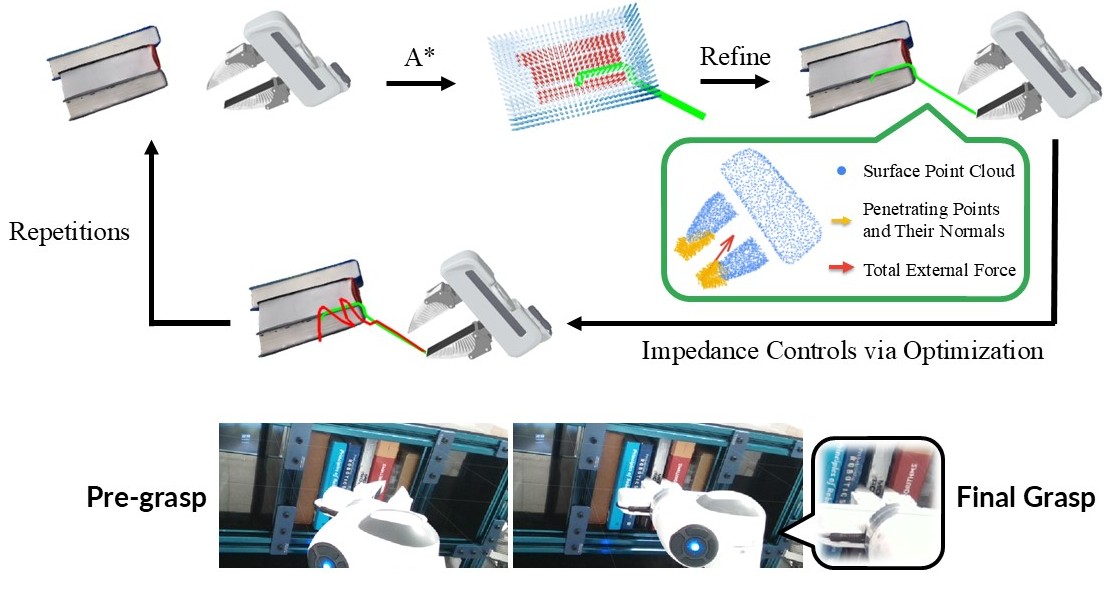 A*
Refine
Surface Point Cloud
Penetrating Points
and Their Normals
Total External Force
Repetitions
Impedance Controls via Optimization
Pre-grasp
Final Grasp
ROBOTICS